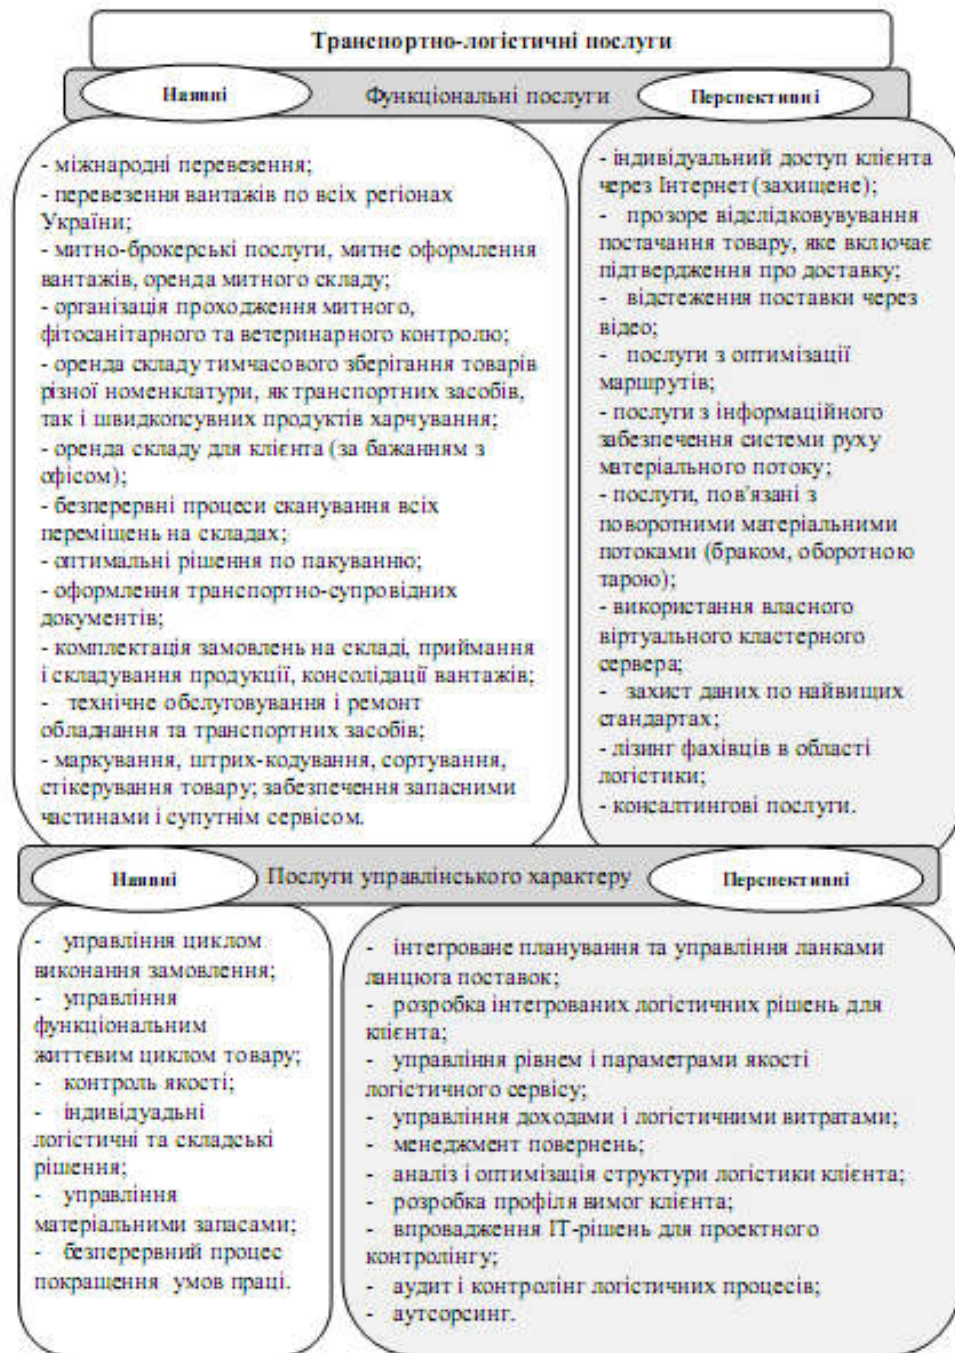 Транспортно-логістичні послуги
Наявні
Функціональні послуги
Перспективні
- міжнародні перевезення;
- перевезення вантажів по всіх регіонах
України;
- митно-брокерські послуги, митне оформлення
вантажів, оренда митного складу;
- організація проходження митного,
фітосанітарного та ветеринарного контролю;
- оренда складу тимчасового зберігання товарів
різної номенклатури, як транспортних засобів,
так і швидкопсувних продуктів харчування;
- оренда складу для клієнта (за бажанням з
офісом);
- безперервні процеси сканування всіх
переміщень на складах;
- оптимальні рішення по пакуванню;
- оформлення транспортно-супровідних
документів;
- комплектація замовлень на складі, приймання
і складування продукції, консолідації вантажів;
- технічне обслуговування і ремонт
обладнання та транспортних засобів;
- маркування, штрих-кодування, сортування,
стікерування товару; забезпечення запасними
частинами і супутнім сервісом.
- індивідуальний доступ клієнта
через Інтернет (захищене);
- прозоре відслідковувування
постачання товару, яке включає
підтвердження про доставку;
- відстеження поставки через
відео;
- послуги з оптимізації
маршрутів;
- послуги з інформаційного
забезпечення системи руху
матеріального потоку;
- послуги, пов'язані з
поворотними матеріальними
потоками (браком, оборотною
тарою);
- використання власного
віртуального кластерного
сервера;
- захист даних по найвищих
стандартах;
- лізинг фахівців в області
логістики;
- консалтингові послуги.
Наявні
Послуги управлінського характеру
Перспективні
- управління циклом
виконання замовлення;
- управління
функціональним
життєвим циклом товару;
- контроль якості;
- індивідуальні
логістичні та складські
рішення;
- управління
матеріальними запасами;
- безперервний процес
покращення умов праці.
- інтегроване планування та управління ланками
ланцюга поставок;
- розробка інтегрованих логістичних рішень для
клієнта;
- управління рівнем і параметрами якості
логістичного сервісу;
- управління доходами і логістичними витратами;
- менеджмент повернень;
- аналіз і оптимізація структури логістики клієнта;
- розробка профіля вимог клієнта;
- впровадження ІТ-рішень для проектного
контролінгу;
- аудит і контролінг логістичних процесів;
- аутсорсинг.